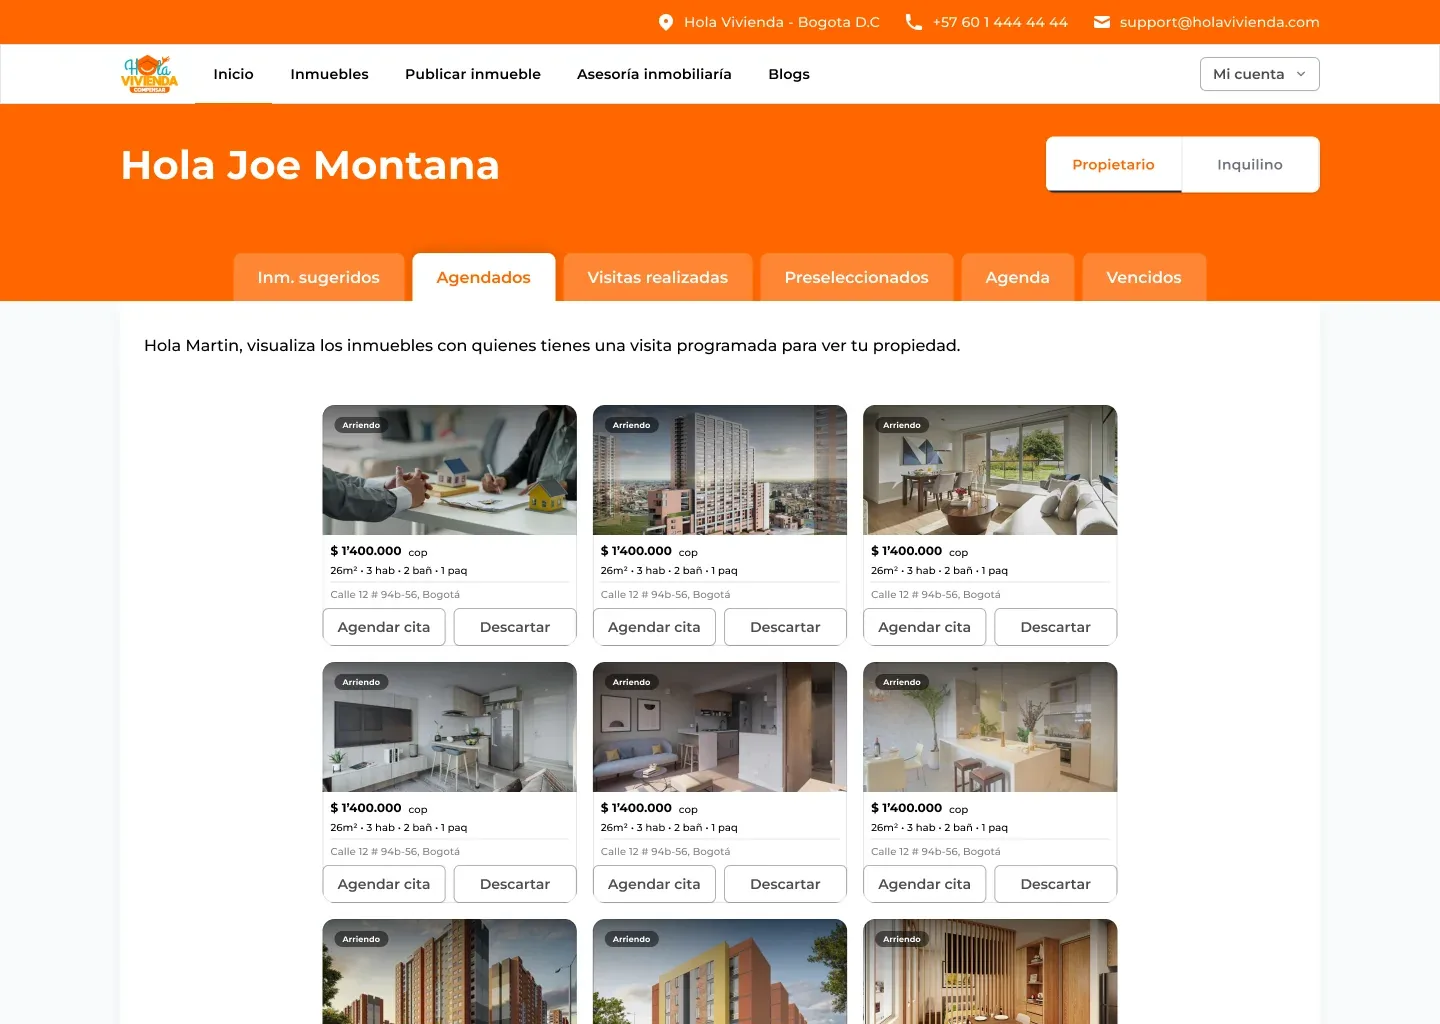 Hola Vivienda - Bogota D.C
+57 60 1 444 44 44
support@holavivienda.com
Hola
VIVIENDA
COMPENSAR
Inicio
Inmuebles
Publicar inmueble
Asesoría inmobiliaría
Blogs
Mi cuenta
Hola Joe Montana
Propietario
Inquilino
Inm. sugeridos
Agendados
Visitas realizadas
Preseleccionados
Agenda
Vencidos
Hola Martin, visualiza los inmuebles con quienes tienes una visita programada para ver tu propiedad.
Arriendo
$ 1'400.000 cop
26m² • 3 hab • 2 bañ • 1 paq
Calle 12 # 94b-56, Bogotá
Agendar cita
Descartar
Arriendo
$ 1'400.000 cop
26m² • 3 hab • 2 bañ • 1 paq
Calle 12 # 94b-56, Bogotá
Agendar cita
Descartar
Arriendo
$ 1'400.000 cop
26m² • 3 hab • 2 bañ • 1 paq
Calle 12 # 94b-56, Bogotá
Agendar cita
Descartar
Arriendo
$ 1'400.000 cop
26m² • 3 hab • 2 bañ • 1 paq
Calle 12 # 94b-56, Bogotá
Agendar cita
Descartar
Arriendo
$ 1'400.000 cop
26m² • 3 hab • 2 bañ • 1 paq
Calle 12 # 94b-56, Bogotá
Agendar cita
Descartar
Arriendo
$ 1'400.000 cop
26m² • 3 hab • 2 bañ • 1 paq
Calle 12 # 94b-56, Bogotá
Agendar cita
Descartar
Arriendo
Arriendo
Arriendo